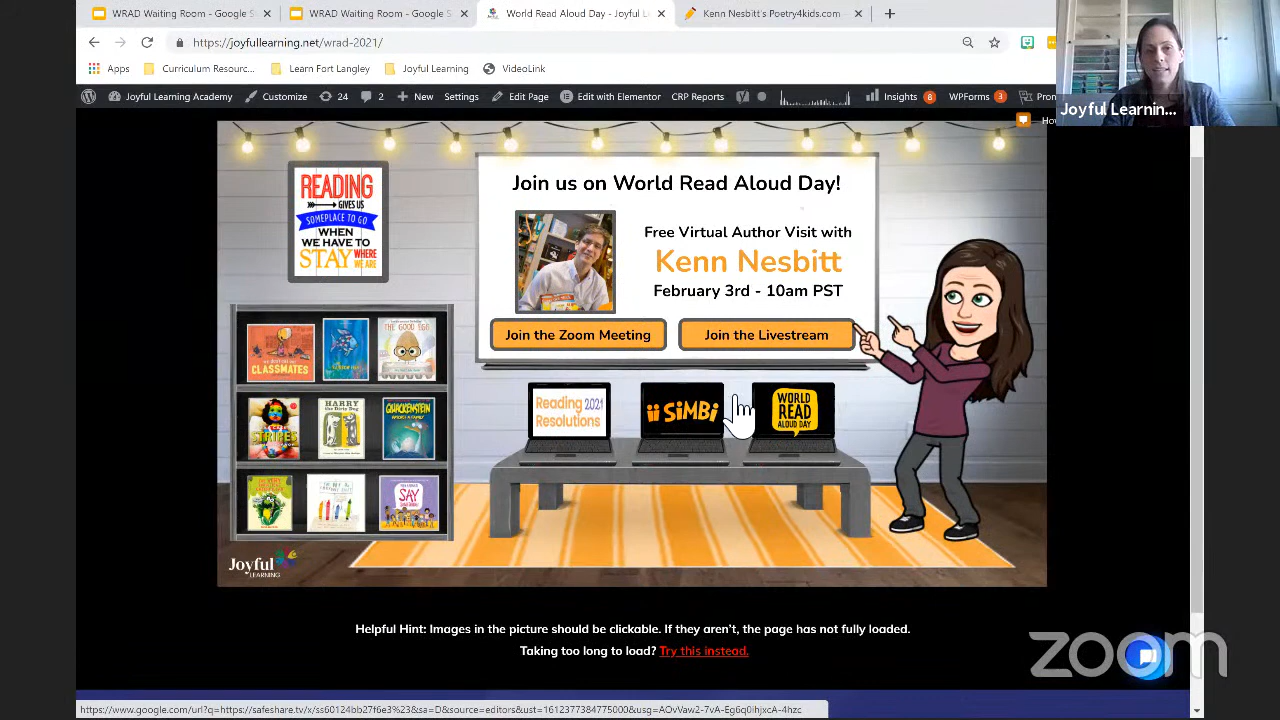 WRAD Waiting Room - Google S
WRAD Waiting Room - Google S
World Read Aloud Day - Joyful L
Kenn Nesbitt's Poetry4kids.com
https://joyfullearning.net/wrad-2021/
Apps
Curriculum Resourc...
Learn Fort Langley
VideoLink
Joyful Learning Academy
Customize
24
2
New
Settings
Edit Page
Edit with Elementor
CRP Reports
Insights 8
WPForms 3
Joyful Learnin...
READING
GIVES US
SOMEPLACE TO GO
WHEN
WE HAVE TO
STAY WHERE
WE ARE
Join us on World Read Aloud Day!
Free Virtual Author Visit with
Kenn Nesbitt
February 3rd - 10am PST
Join the Zoom Meeting
Join the Livestream
CLASSMATES
THE GOOD EGG
HARRY
the Dirty Dog
STRIPES
QUACKENSTEIN
SAY
Reading 2021
Resolutions
SiMBi
WORLD
READ
ALOUD DAY
Joyful
LEARNING
Helpful Hint: Images in the picture should be clickable. If they aren't, the page has not fully loaded.
Taking too long to load? Try this instead.
zoom